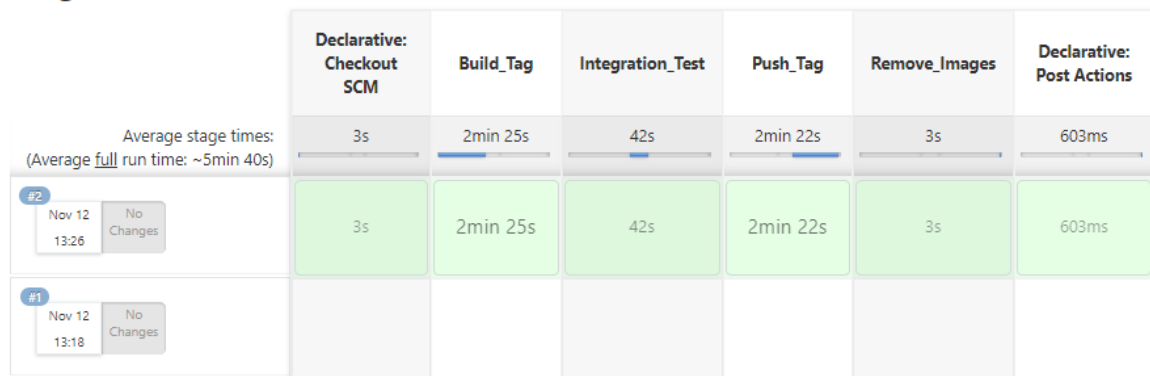 Declarative:
Checkout
SCM
Build_Tag
Integration_Test
Push_Tag
Remove_Images
Declarative:
Post Actions
Average stage times:
(Average full run time: ~5min 40s)
3s
2min 25s
42s
2min 22s
3s
603ms
#2
Nov 12
13:26
No
Changes
3s
2min 25s
42s
2min 22s
3s
603ms
#1
Nov 12
13:18
No
Changes